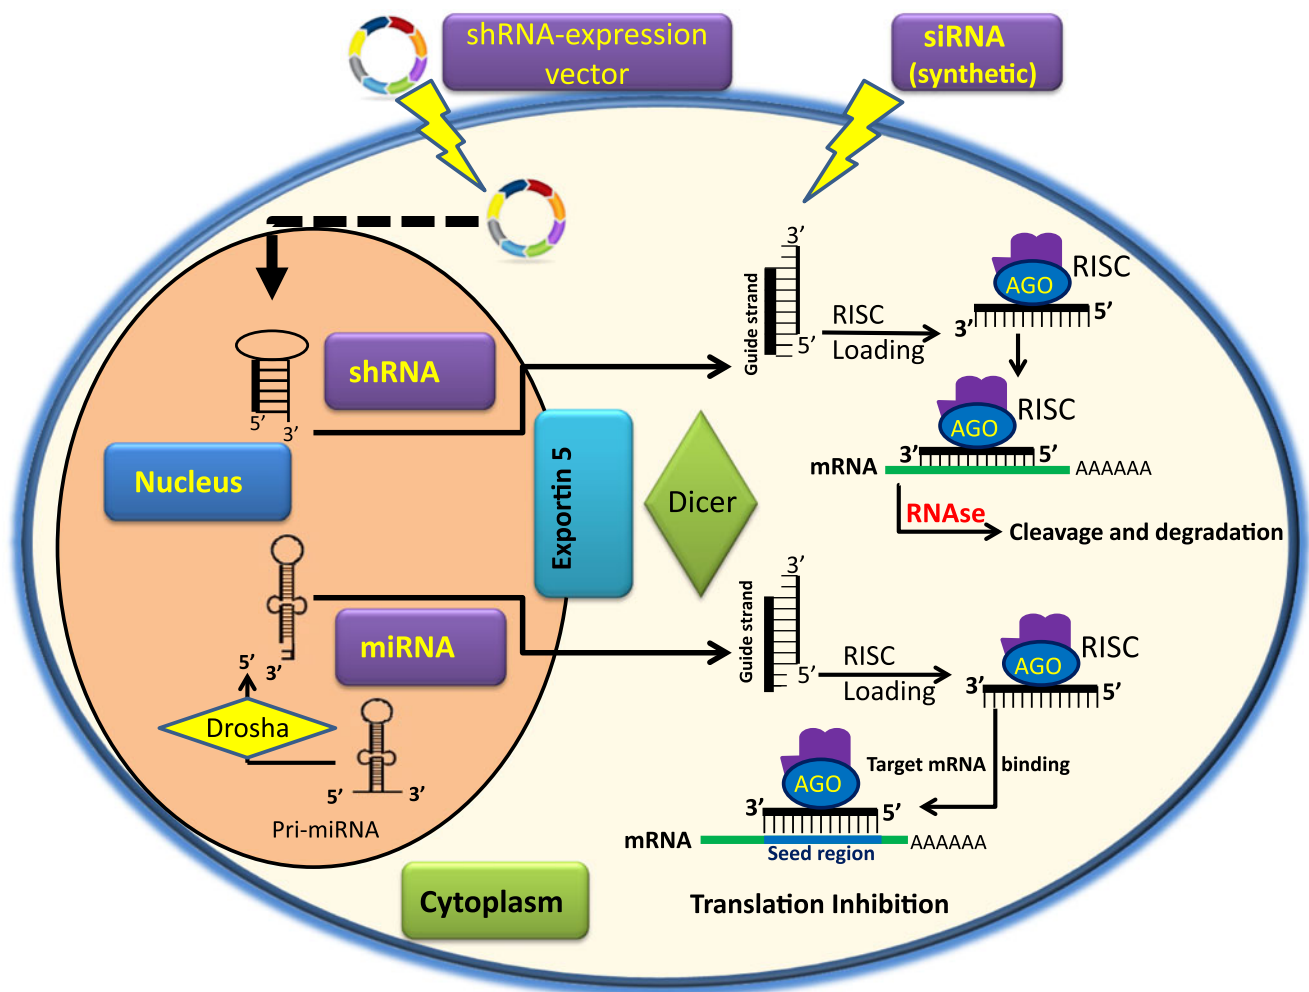 shRNA-expression
vector
siRNA
(synthetic)
3’
Guide strand
5’
RISC
Loading
AGO
RISC
3’
5’
shRNA
5’
3’
AGO
RISC
3’
5’
mRNA
AAAAAA
RNAse
Cleavage and degradation
Nucleus
Exportin 5
Dicer
3’
Guide strand
5’
RISC
Loading
AGO
RISC
3’
5’
miRNA
5’
3’
Drosha
5’
3’
Pri-miRNA
Target mRNA binding
AGO
3’
5’
mRNA
AAAAAA
Seed region
Cytoplasm
Translation Inhibition